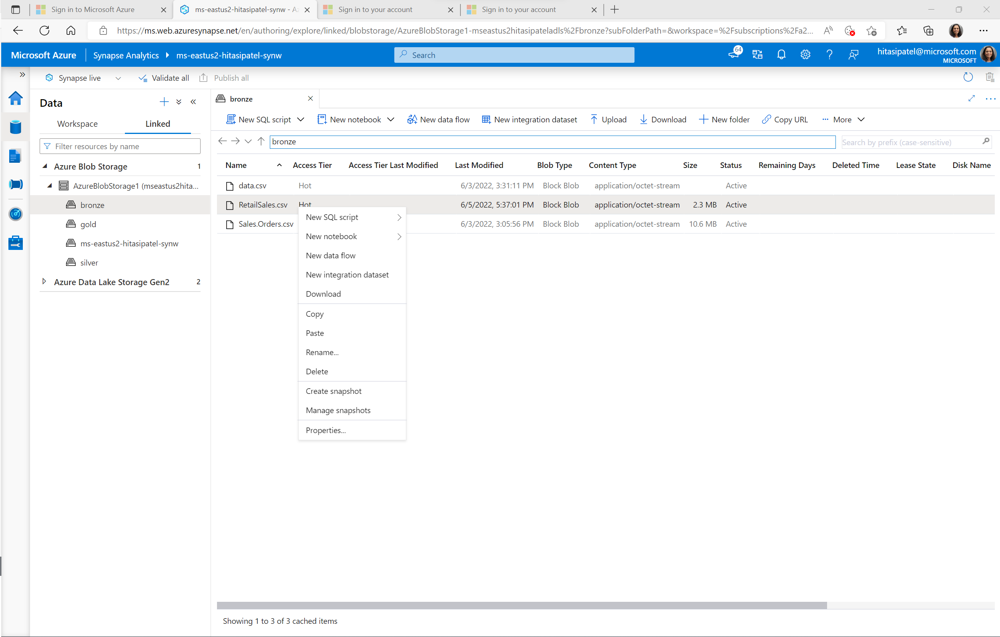 Sign in to Microsoft Azure
ms-eastus2-hitasipatel-synw - Az
Sign in to your account
Sign in to your account
https://ms.web.azuresynapse.net/en/authoring/explore/linked/blobstorage/AzureBlobStorage1-mseastus2hitasipateladls%2Fbronze?subFolderPath=&workspace=%2Fsubscriptions%2Fa2...
Microsoft Azure
Synapse Analytics
ms-eastus2-hitasipatel-synw
Search
64
hitasipatel@microsoft.com
MICROSOFT
Synapse live
Validate all
Publish all
Data
Workspace
Linked
Filter resources by name
Azure Blob Storage 1
AzureBlobStorage1 (mseastus2hita...
bronze
gold
ms-eastus2-hitasipatel-synw
silver
Azure Data Lake Storage Gen2 2
bronze
New SQL script
New notebook
New data flow
New integration dataset
Upload
Download
New folder
Copy URL
More
bronze
Search by prefix (case-sensitive)
Name Access Tier Access Tier Last Modified Last Modified Blob Type Content Type Size Status Remaining Days Deleted Time Lease State Disk Name
data.csv Hot 6/3/2022, 3:31:11 PM Block Blob application/octet-stream Active
RetailSales.csv Hot 6/5/2022, 5:37:01 PM Block Blob application/octet-stream 2.3 MB Active
Sales.Orders.csv 6/3/2022, 3:05:56 PM Block Blob application/octet-stream 10.6 MB Active
New SQL script
New notebook
New data flow
New integration dataset
Download
Copy
Paste
Rename...
Delete
Create snapshot
Manage snapshots
Properties...
Showing 1 to 3 of 3 cached items